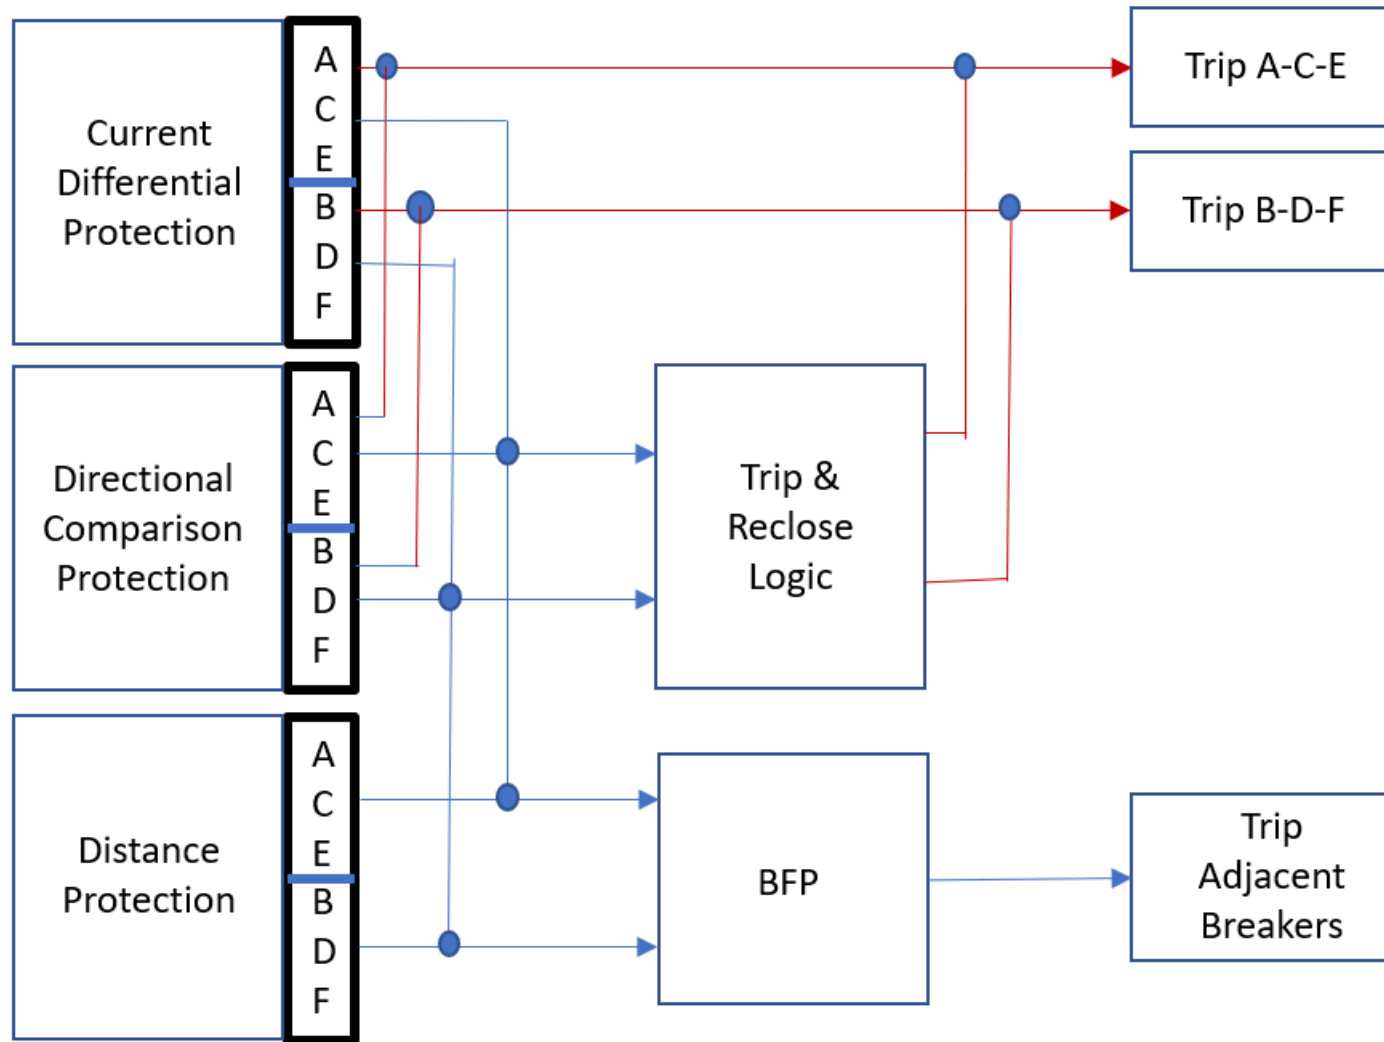 Current
Differential
Protection
A
C
E
B
D
F
Trip A-C-E
Trip B-D-F
Directional
Comparison
Protection
A
C
E
B
D
F
Trip &
Reclose
Logic
Distance
Protection
A
C
E
B
D
F
BFP
Trip
Adjacent
Breakers